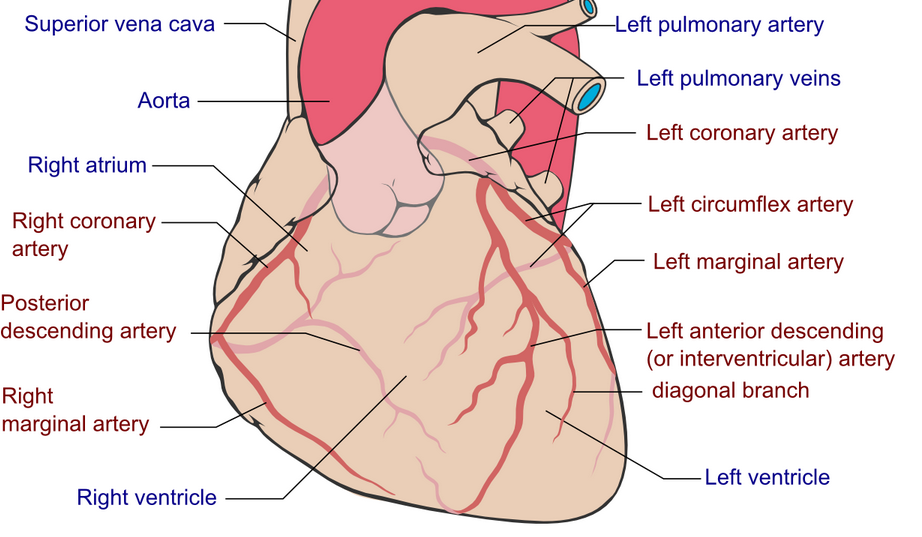 Superior vena cava
Left pulmonary artery
Left pulmonary veins
Aorta
Left coronary artery
Right atrium
Left circumflex artery
Right coronary
artery
Left marginal artery
Posterior
descending artery
Left anterior descending
(or interventricular) artery
diagonal branch
Right
marginal artery
Left ventricle
Right ventricle